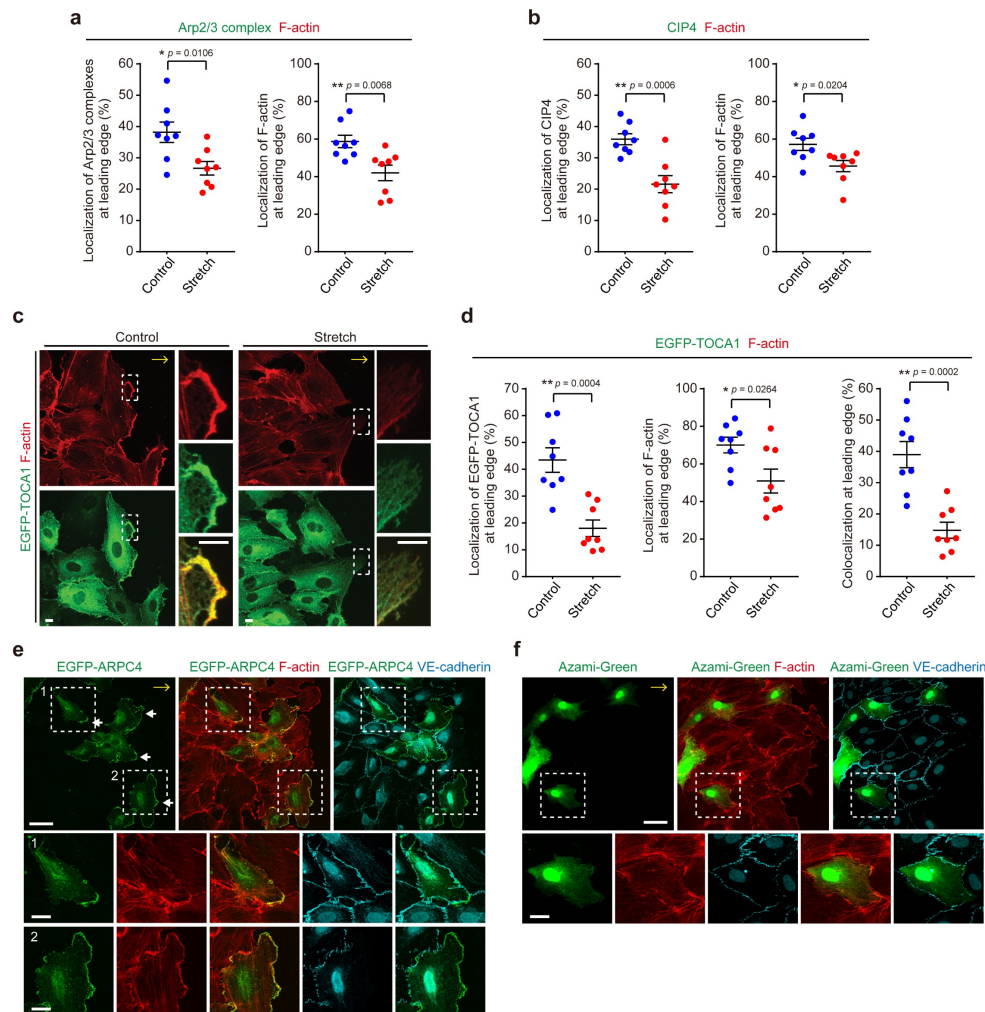 a
Arp2/3 complex F-actin
* p = 0.0106
Localization of Arp2/3 complexes
at leading edge (%)
60
50
40
30
20
10
0
Control
Stretch
** p = 0.0068
Localization of F-actin
at leading edge (%)
100
80
60
40
20
0
Control
Stretch
b
CIP4 F-actin
** p = 0.0006
Localization of CIP4
at leading edge (%)
60
50
40
30
20
10
0
Control
Stretch
* p = 0.0204
Localization of F-actin
at leading edge (%)
100
80
60
40
20
0
Control
Stretch
c
Control
Stretch
EGFP-TOCA1 F-actin
d
EGFP-TOCA1 F-actin
** p = 0.0004
Localization of EGFP-TOCA1
at leading edge (%)
70
60
50
40
30
20
10
0
Control
Stretch
* p = 0.0264
Localization of F-actin
at leading edge (%)
100
80
60
40
20
0
Control
Stretch
** p = 0.0002
Colocalization at leading edge (%)
60
50
40
30
20
10
0
Control
Stretch
e
EGFP-ARPC4
EGFP-ARPC4 F-actin
EGFP-ARPC4 VE-cadherin
1
2
1
2
f
Azami-Green
Azami-Green F-actin
Azami-Green VE-cadherin